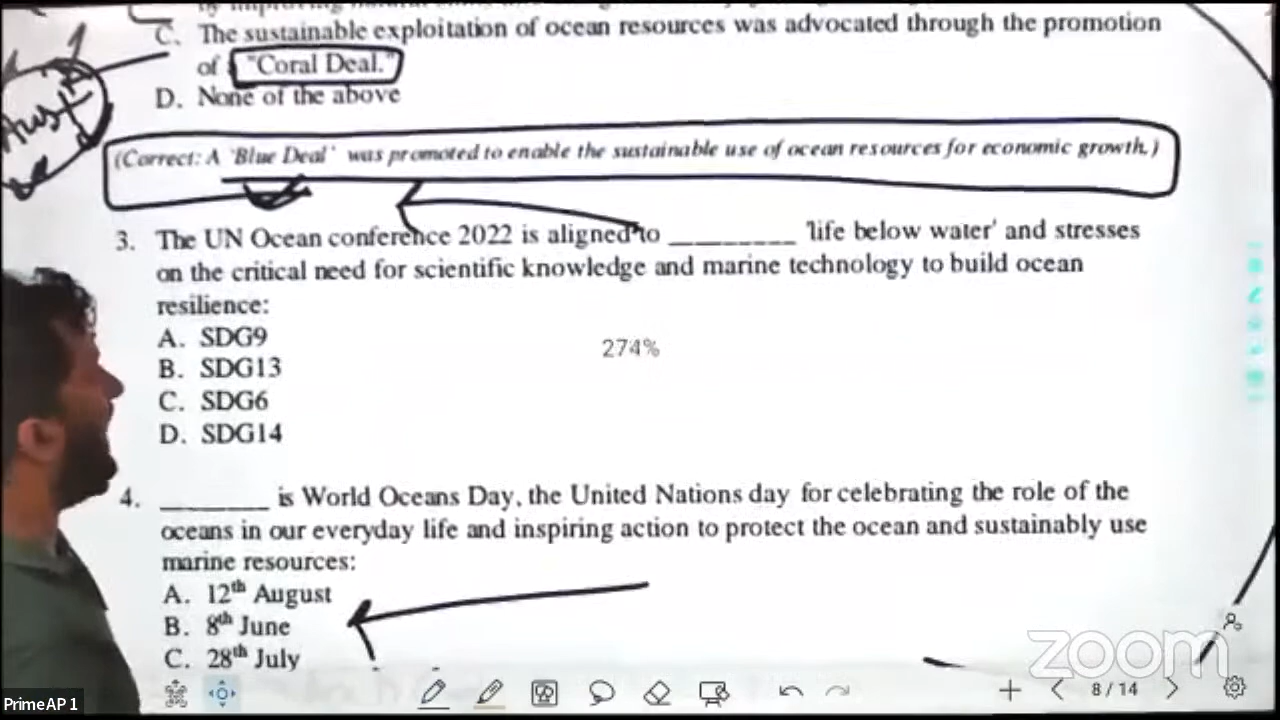 C. The sustainable exploitation of ocean resources was advocated through the promotion
of "Coral Deal."
D. None of the above
(Correct: A 'Blue Deal' was promoted to enable the sustainable use of ocean resources for economic growth.)
3. The UN Ocean conference 2022 is aligned to _________ 'life below water' and stresses
on the critical need for scientific knowledge and marine technology to build ocean
resilience:
A. SDG9
B. SDG13
C. SDG6
D. SDG14
274%
4. ________ is World Oceans Day, the United Nations day for celebrating the role of the
oceans in our everyday life and inspiring action to protect the ocean and sustainably use
marine resources:
A. 12th August
B. 8th June
C. 28th July
zoom
PrimeAP 1
8 / 14